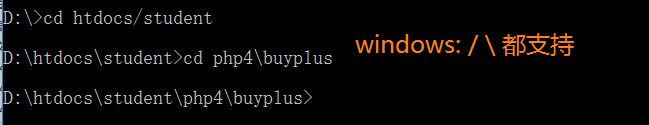 D:\>cd htdocs/student
D:\htdocs\student>cd php4\buyplus
windows: / \ 都支持
D:\htdocs\student\php4\buyplus>